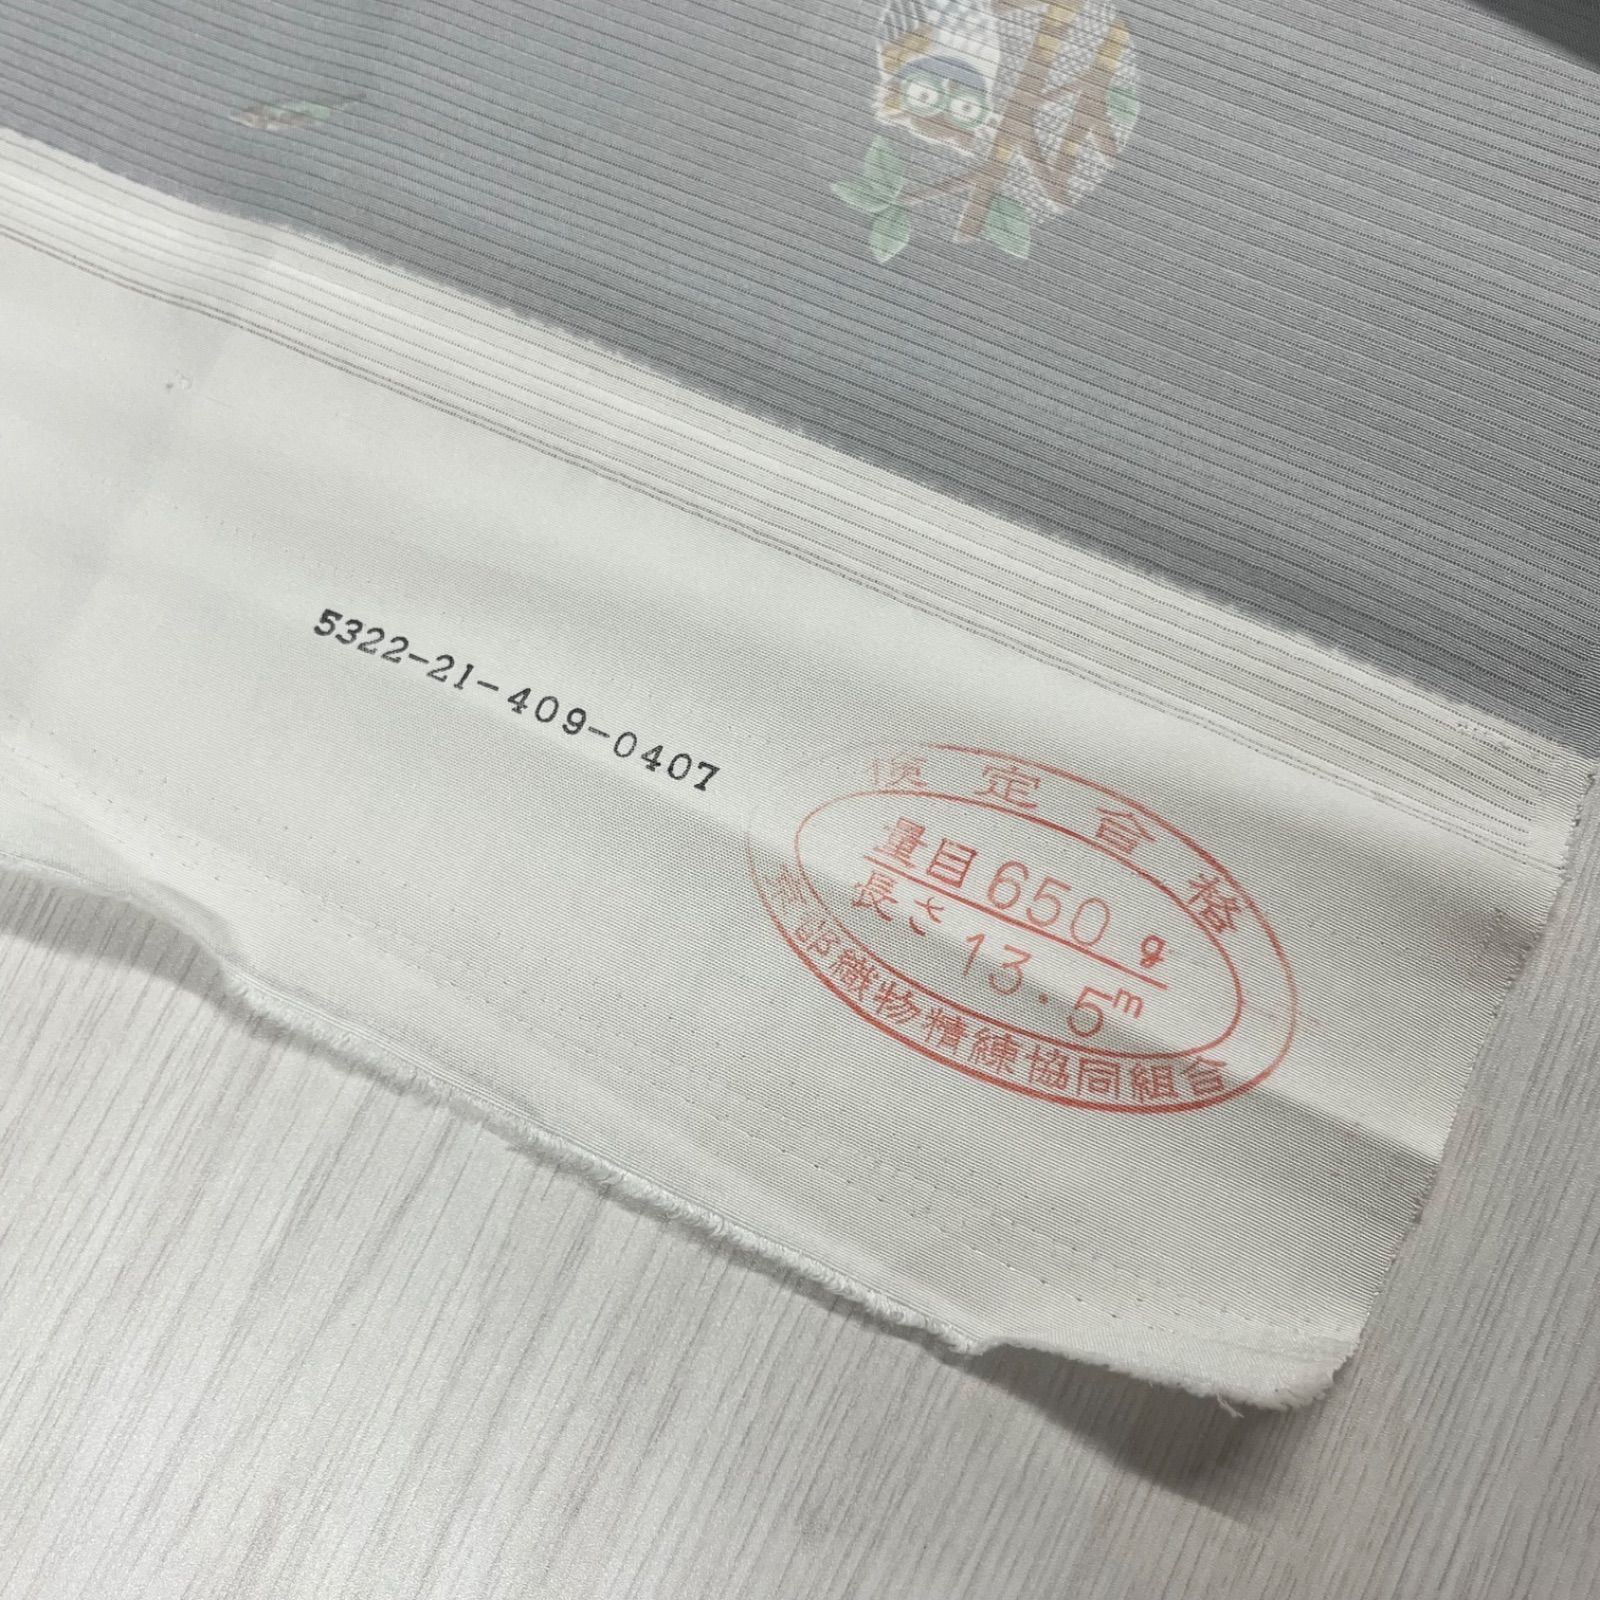 5322-21-409-0407
検定合格
量目650g
長さ13.5m
京都織物精練協同組合